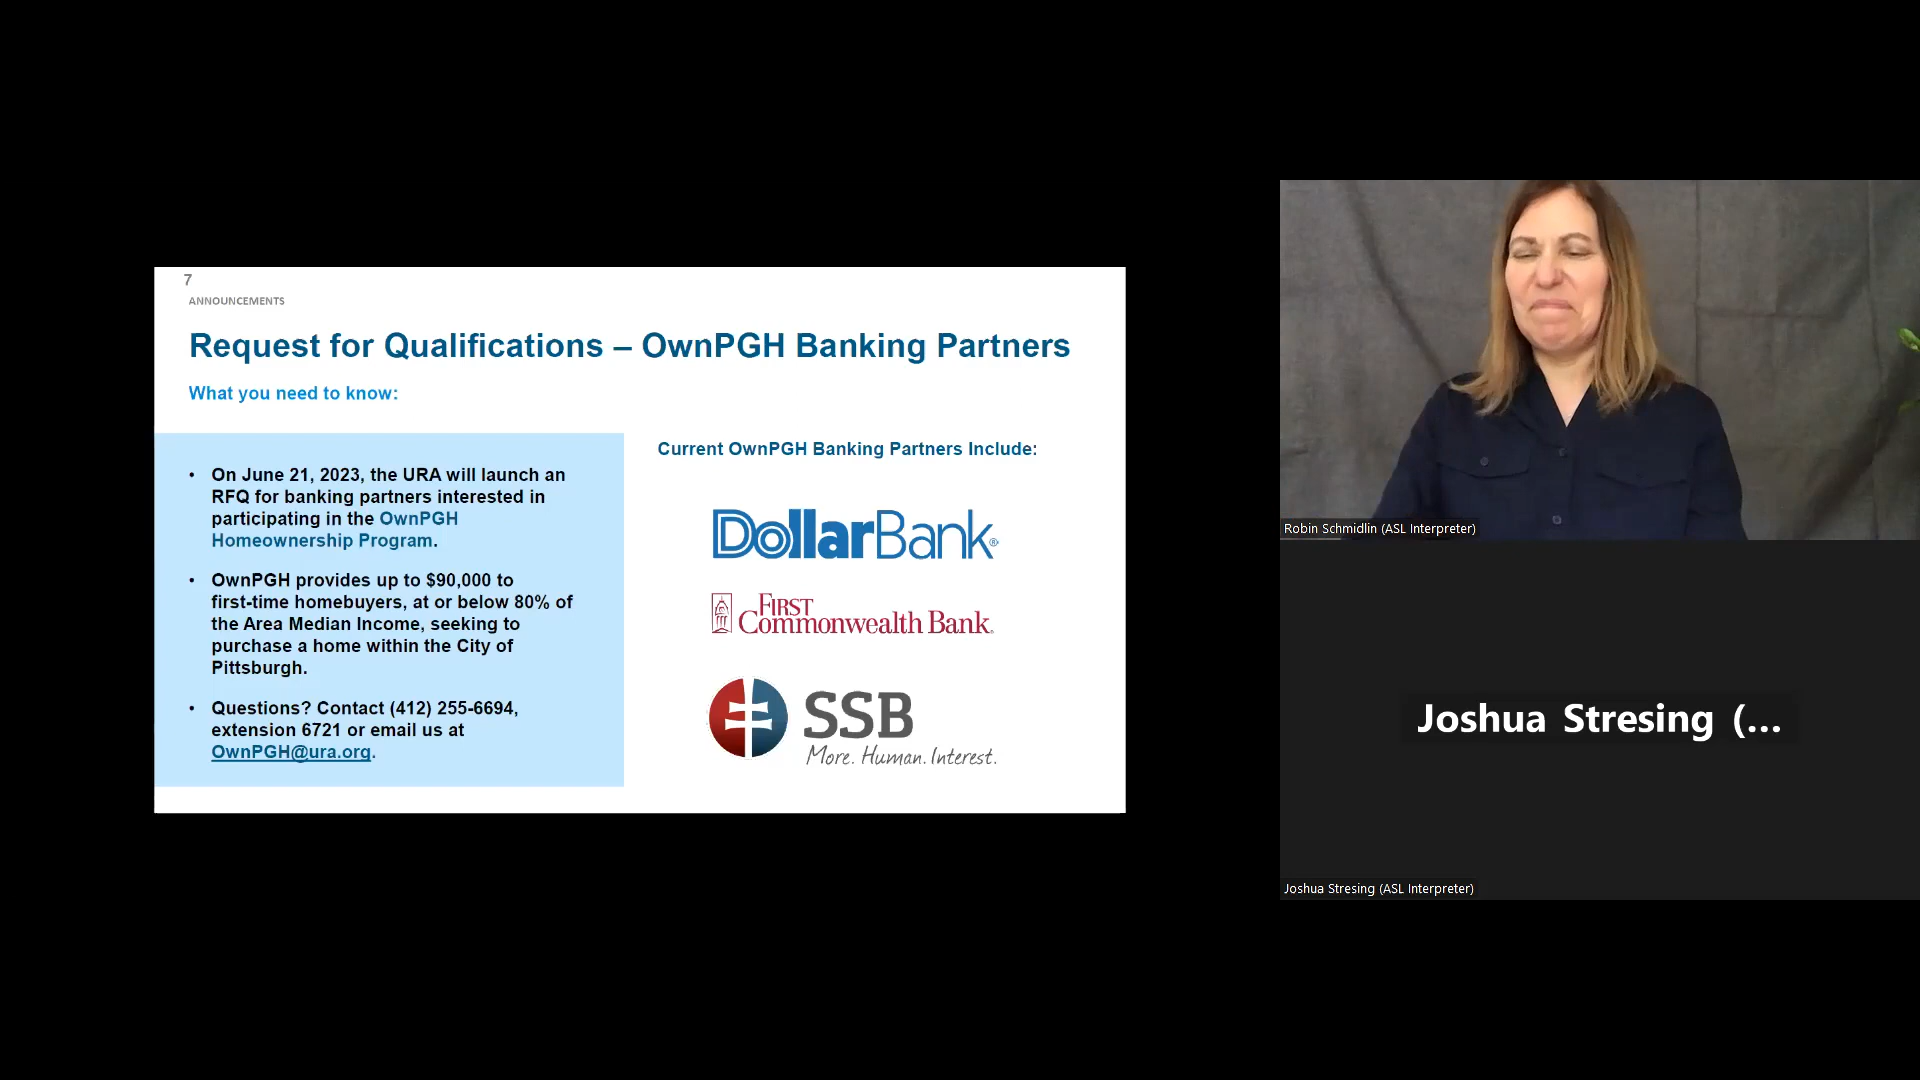 7
ANNOUNCEMENTS
Request for Qualifications – OwnPGH Banking Partners
What you need to know:
• On June 21, 2023, the URA will launch an
RFQ for banking partners interested in
participating in the OwnPGH
Homeownership Program.
• OwnPGH provides up to $90,000 to
first-time homebuyers, at or below 80% of
the Area Median Income, seeking to
purchase a home within the City of
Pittsburgh.
• Questions? Contact (412) 255-6694,
extension 6721 or email us at
OwnPGH@ura.org.
Current OwnPGH Banking Partners Include:
DollarBank®
FIRST
Commonwealth Bank.
SSB
More. Human. Interest.
Robin Schmidlin (ASL Interpreter)
Joshua Stresing (...
Joshua Stresing (ASL Interpreter)